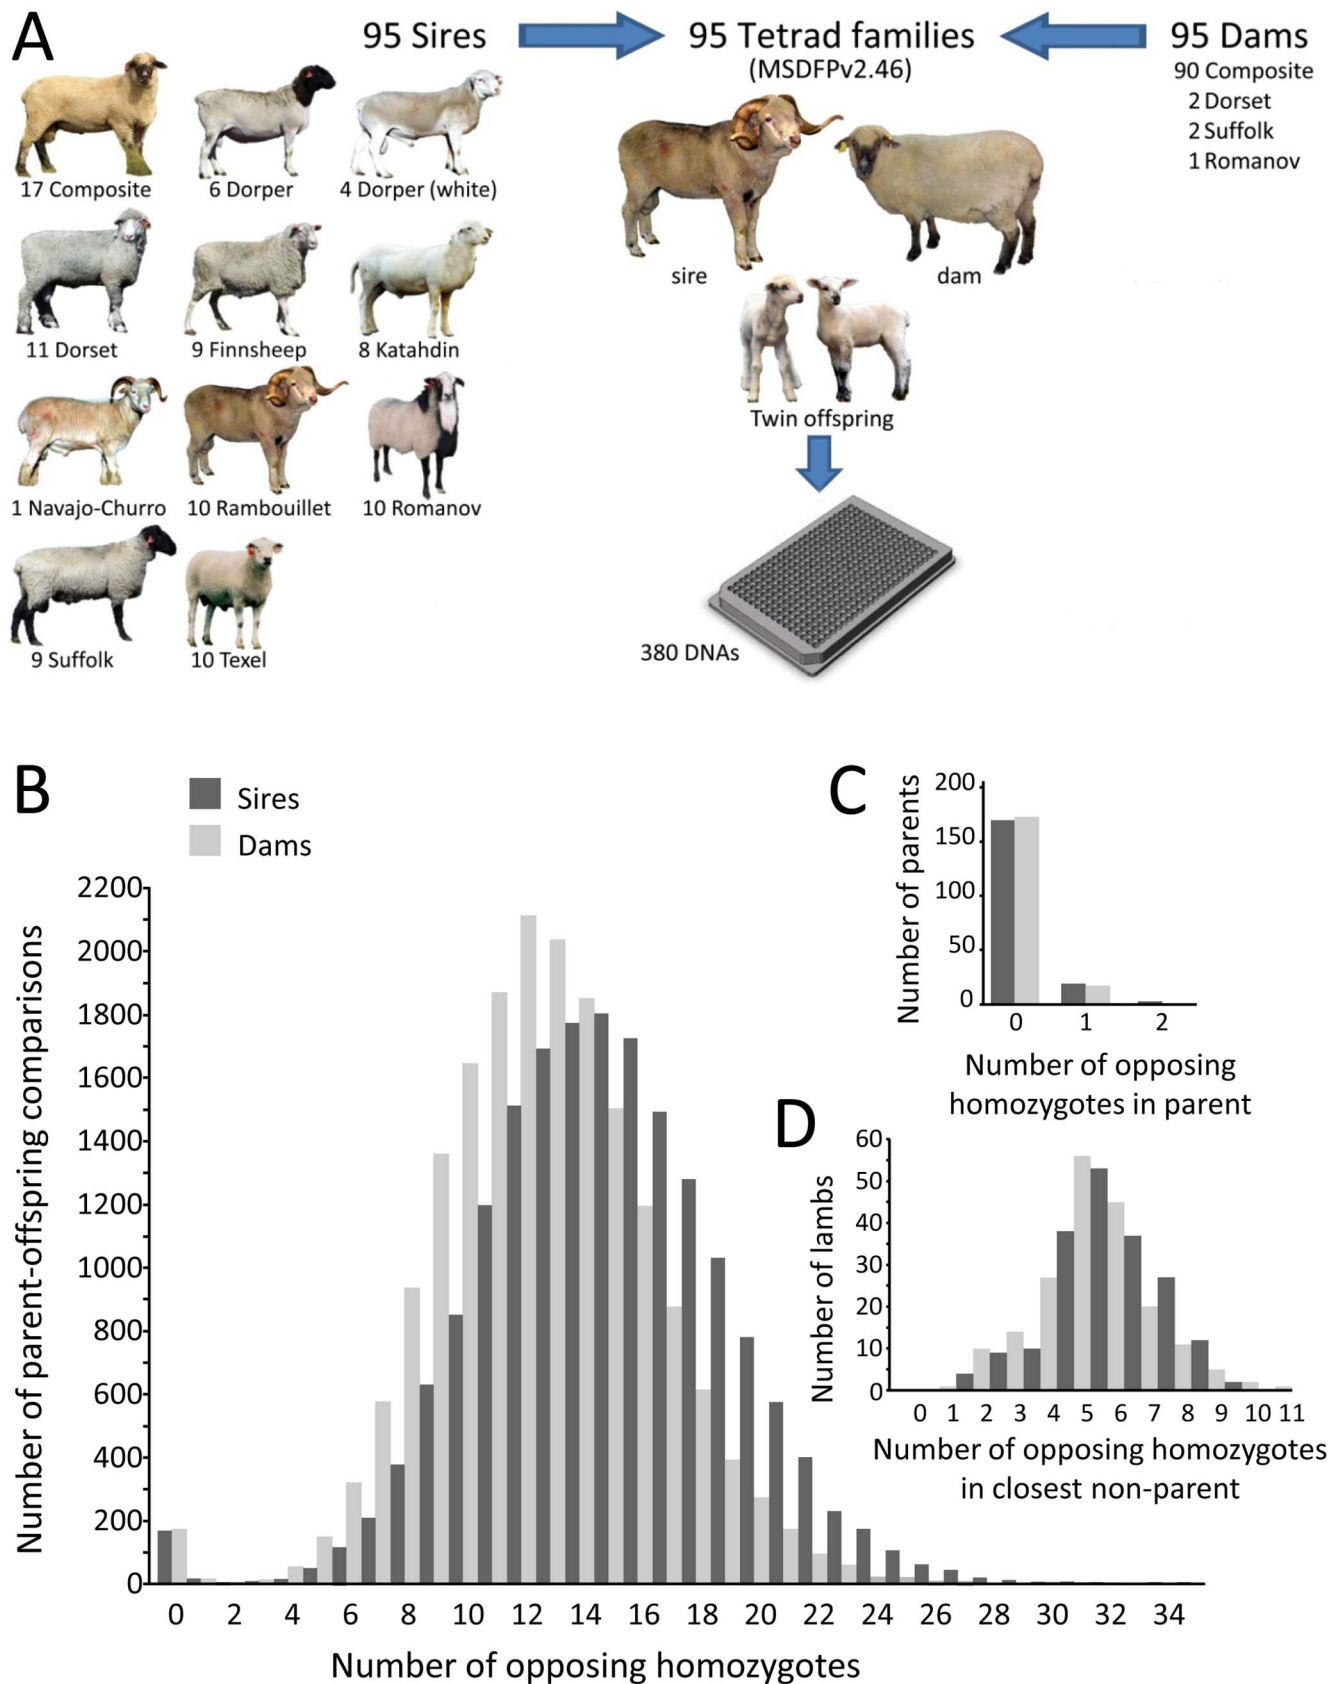 A
95 Sires
95 Tetrad families
(MSDFPv2.46)
95 Dams
90 Composite
2 Dorset
2 Suffolk
1 Romanov
17 Composite
6 Dorper
4 Dorper (white)
11 Dorset
9 Finnsheep
8 Katahdin
1 Navajo-Churro
10 Rambouillet
10 Romanov
9 Suffolk
10 Texel
sire
dam
Twin offspring
380 DNAs
B
Sires
Dams
Number of parent-offspring comparisons
2200
2000
1800
1600
1400
1200
1000
800
600
400
200
0
0 2 4 6 8 10 12 14 16 18 20 22 24 26 28 30 32 34
Number of opposing homozygotes
C
Number of parents
200
150
100
50
0
0 1 2
Number of opposing
homozygotes in parent
D
Number of lambs
60
50
40
30
20
10
0
0 1 2 3 4 5 6 7 8 9 10 11
Number of opposing homozygotes
in closest non-parent